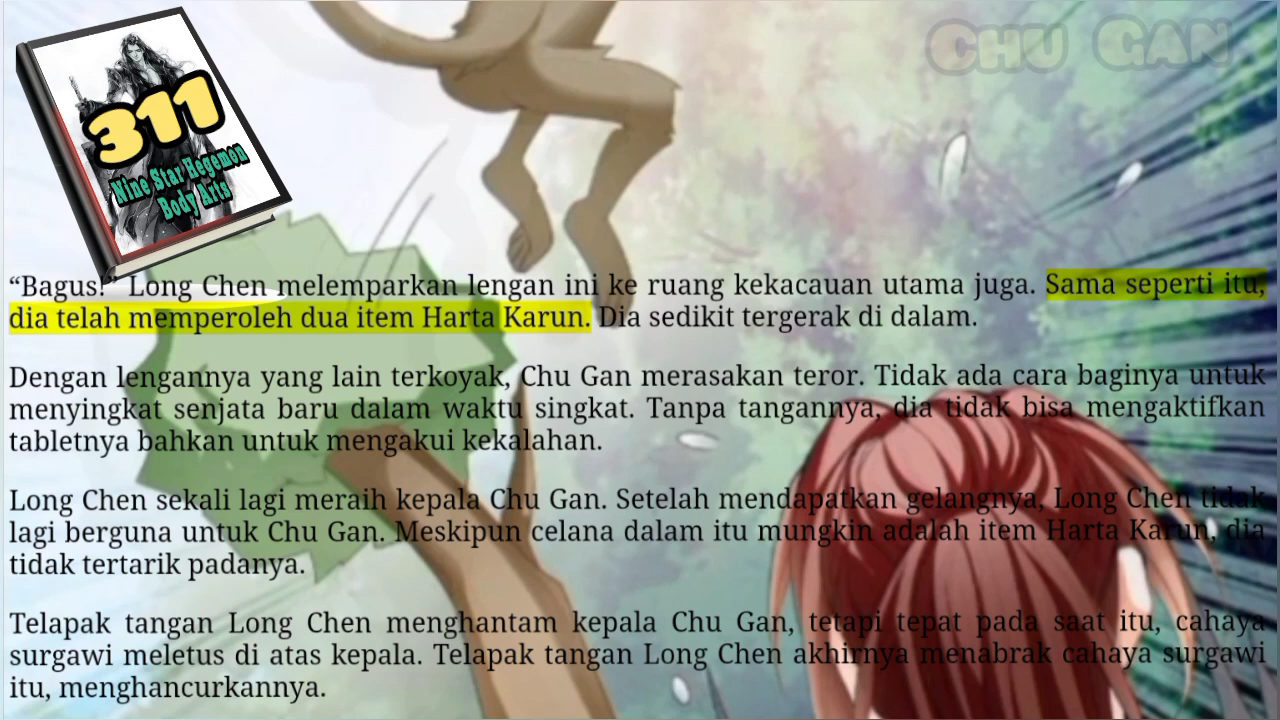 Chu Gan
311
Nine Star Hegemon
Body Arts
“Bagus!” Long Chen melemparkan lengan ini ke ruang kekacauan utama juga. Sama seperti itu,
dia telah memperoleh dua item Harta Karun. Dia sedikit tergerak di dalam.
Dengan lengannya yang lain terkoyak, Chu Gan merasakan teror. Tidak ada cara baginya untuk
menyingkat senjata baru dalam waktu singkat. Tanpa tangannya, dia tidak bisa mengaktifkan
tabletnya bahkan untuk mengakui kekalahan.
Long Chen sekali lagi meraih kepala Chu Gan. Setelah mendapatkan gelangnya, Long Chen tidak
lagi berguna untuk Chu Gan. Meskipun celana dalam itu mungkin adalah item Harta Karun, dia
tidak tertarik padanya.
Telapak tangan Long Chen menghantam kepala Chu Gan, tetapi tepat pada saat itu, cahaya
surgawi meletus di atas kepala. Telapak tangan Long Chen akhirnya menabrak cahaya surgawi
itu, menghancurkannya.